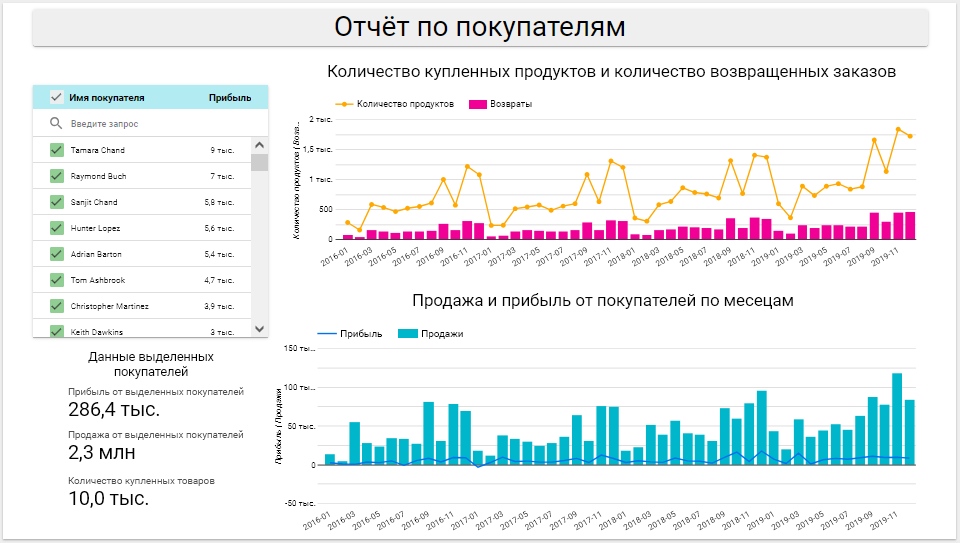 Отчёт по покупателям
Имя покупателя Прибыль
Введите запрос
Tamara Chand 9 тыс.
Raymond Buch 7 тыс.
Sanjit Chand 5,8 тыс.
Hunter Lopez 5,6 тыс.
Adrian Barton 5,4 тыс.
Tom Ashbrook 4,7 тыс.
Christopher Martinez 3,9 тыс.
Keith Dawkins 3 тыс.
Данные выделенных
покупателей
Прибыль от выделенных покупателей
286,4 тыс.
Продажа от выделенных покупателей
2,3 млн
Количество купленных товаров
10,0 тыс.
Количество купленных продуктов и количество возвращенных заказов
Количество продуктов Возвраты
Количество продуктов | Возв...
2 тыс.
1,5 тыс.
1 тыс.
500
0
2016-01 2016-03 2016-05 2016-07 2016-09 2016-11 2017-01 2017-03 2017-05 2017-07 2017-09 2017-11 2018-01 2018-03 2018-05 2018-07 2018-09 2018-11 2019-01 2019-03 2019-05 2019-07 2019-09 2019-11
Продажа и прибыль от покупателей по месецам
Прибыль Продажи
Прибыль | Продажи
150 ты...
100 ты...
50 тыс.
0
-50 тыс.
2016-01 2016-03 2016-05 2016-07 2016-09 2016-11 2017-01 2017-03 2017-05 2017-07 2017-09 2017-11 2018-01 2018-03 2018-05 2018-07 2018-09 2018-11 2019-01 2019-03 2019-05 2019-07 2019-09 2019-11